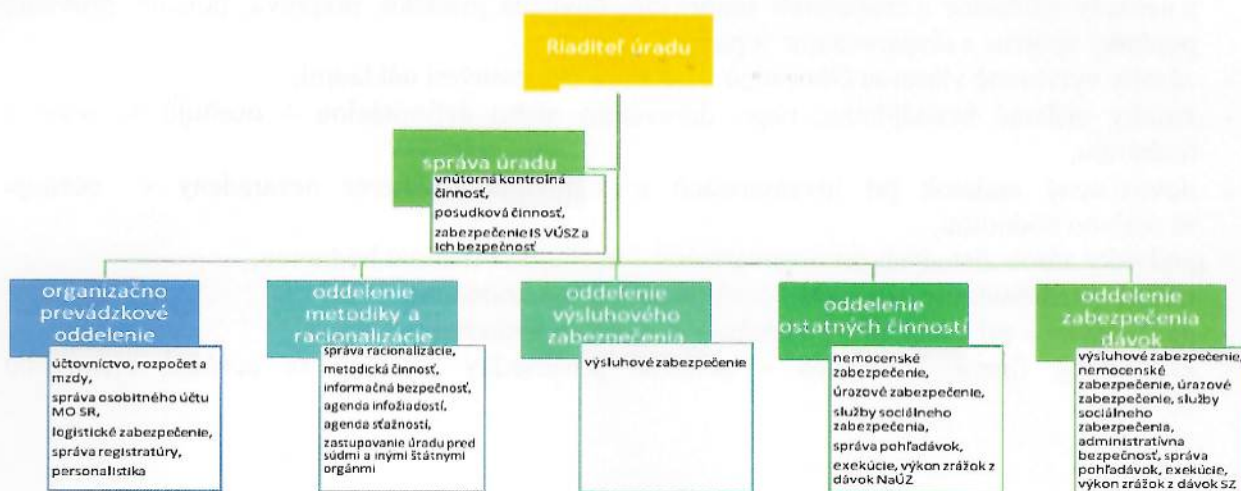 Riaditeľ úradu
správa úradu
vnútorná kontrolná
činnosť,
posudková činnosť,
zabezpečenie IS VÚSZ a
ich bezpečnosť
organizačno
prevádzkové
oddelenie
účtovníctvo, rozpočet a
mzdy,
správa osobitného účtu
MO SR,
logistické zabezpečenie,
správa registratúry,
personalistika
oddelenie
metodiky a
racionalizácie
správa racionalizácie,
metodická činnosť,
informačná bezpečnosť,
agenda infožiadostí,
agenda sťažností,
zastupovanie úradu pred
súdmi a inými štátnymi
orgánmi
oddelenie
výsluhového
zabezpečenia
výsluhové zabezpečenie
oddelenie
ostatných činností
nemocenské
zabezpečenie,
úrazové zabezpečenie,
služby sociálneho
zabezpečenia,
správa pohľadávok,
exekúcie, výkon zrážok z
dávok NaÚZ
oddelenie
zabezpečenia
dávok
výsluhové zabezpečenie,
nemocenské
zabezpečenie, úrazové
zabezpečenie, služby
sociálneho
zabezpečenia,
administratívna
bezpečnosť, správa
pohľadávok, exekúcie,
výkon zrážok z dávok SZ